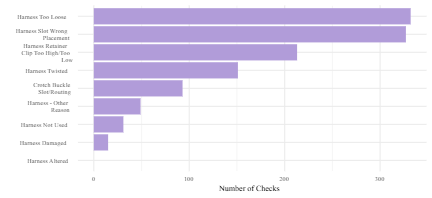 Harness Too Loose
Harness Slot Wrong
Placement
Harness Retainer
Clip Too High/Too
Low
Harness Twisted
Crotch Buckle
Slot/Routing
Harness - Other
Reason
Harness Not Used
Harness Damaged
Harness Altered
0
100
200
300
Number of Checks